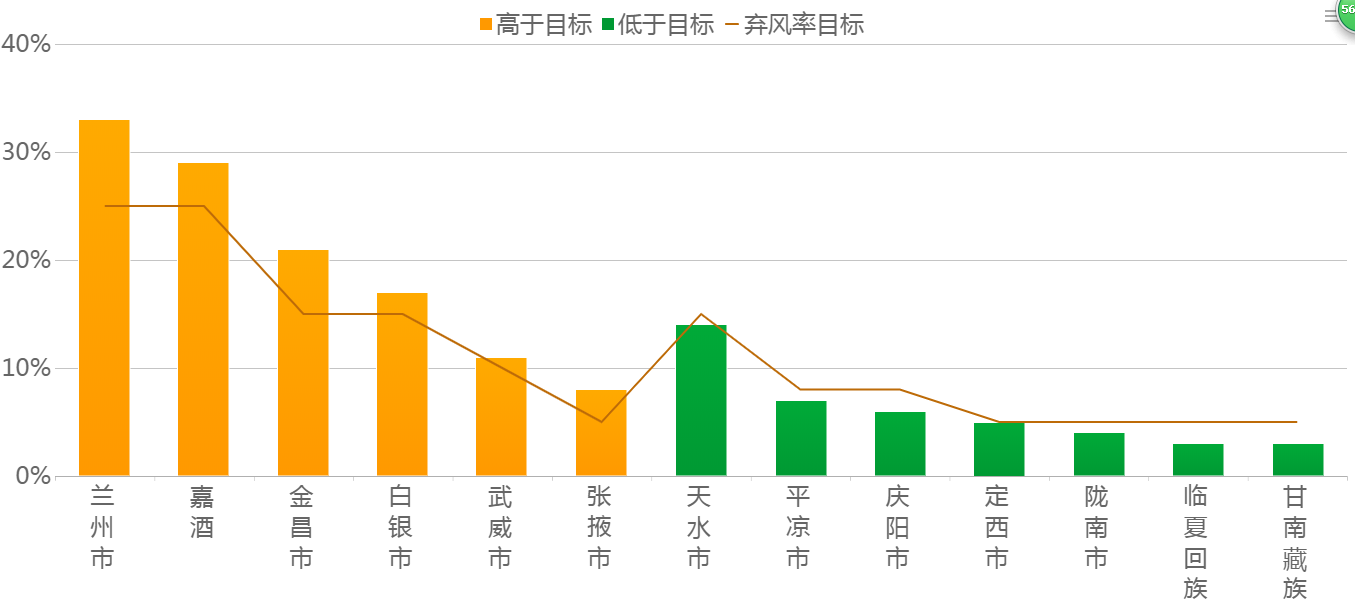 高于目标 低于目标 弃风率目标
56
40%
30%
20%
10%
0%
兰州市
嘉酒
金昌市
白银市
武威市
张掖市
天水市
平凉市
庆阳市
定西市
陇南市
临夏回族
甘南藏族